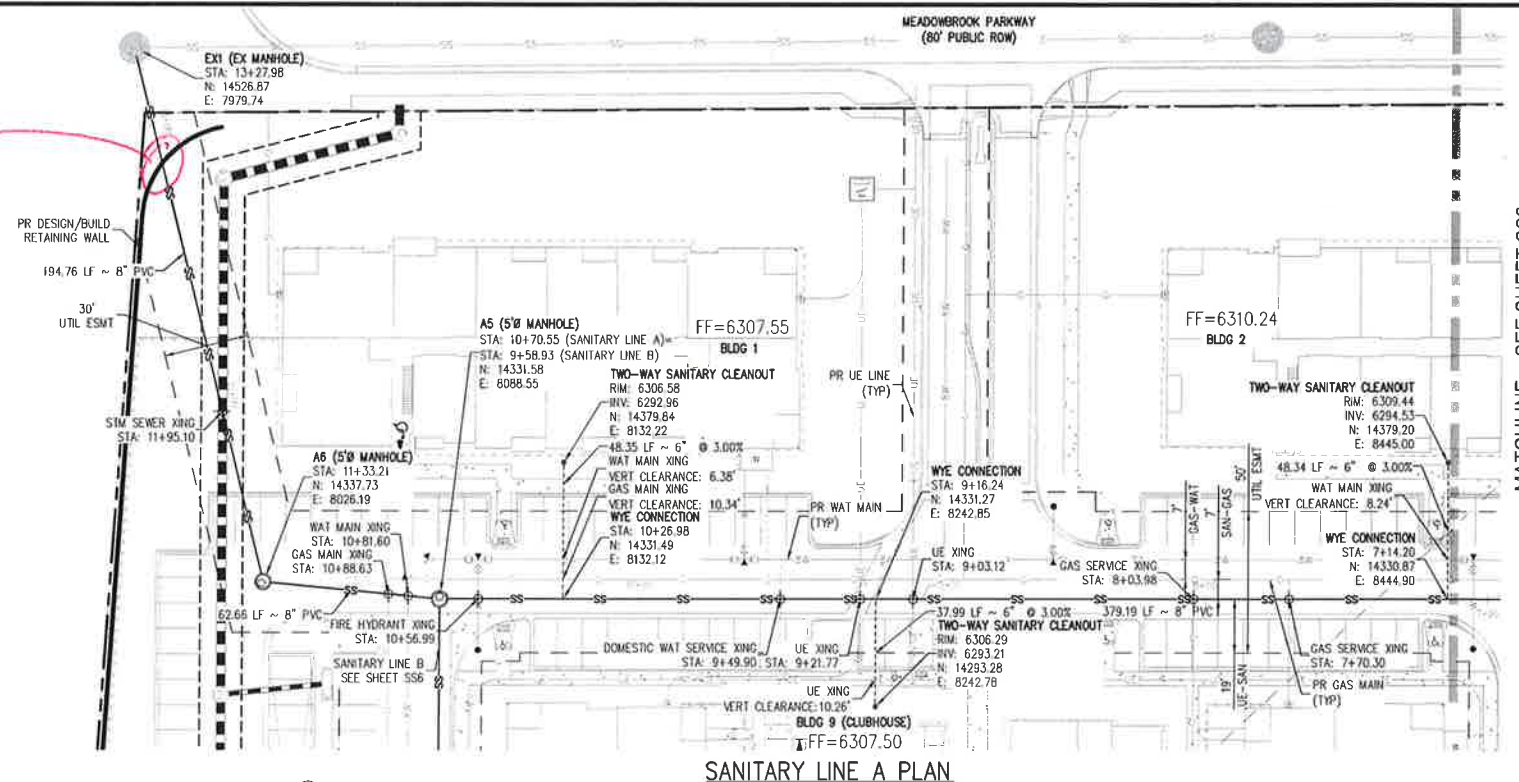 MEADOWBROOK PARKWAY
(80' PUBLIC ROW)
EX1 (EX MANHOLE)
STA: 13+27.98
N: 14526.87
E: 7979.74
PR DESIGN/BUILD
RETAINING WALL
194.76 LF ~ 8" PVC
30'
UTIL ESMT
STM SEWER XING
STA: 11+95.10
A6 (5'Ø MANHOLE)
STA: 11+33.21
N: 14337.73
E: 8026.19
WAT MAIN XING
STA: 10+81.60
GAS MAIN XING
STA: 10+88.63
62.66 LF ~ 8" PVC
FIRE HYDRANT XING
STA: 10+56.99
SANITARY LINE B
SEE SHEET SS6
A5 (5'Ø MANHOLE)
STA: 10+70.55 (SANITARY LINE A)=
STA: 9+58.93 (SANITARY LINE B)
N: 14331.58
E: 8088.55
FF=6307.55
BLDG 1
TWO-WAY SANITARY CLEANOUT
RIM: 6306.58
INV: 6292.96
N: 14379.84
E: 8132.22
48.35 LF ~ 6" @ 3.00%
WAT MAIN XING
VERT CLEARANCE: 6.38'
GAS MAIN XING
VERT CLEARANCE: 10.34'
WYE CONNECTION
STA: 10+26.98
N: 14331.49
E: 8132.12
PR UE LINE
(TYP)
PR WAT MAIN
(TYP)
WYE CONNECTION
STA: 9+16.24
N: 14331.27
E: 8242.85
UE XING
STA: 9+03.12
DOMESTIC WAT SERVICE XING
STA: 9+49.90
UE XING
STA: 9+21.77
37.99 LF ~ 6" @ 3.00%
TWO-WAY SANITARY CLEANOUT
RIM: 6306.29
INV: 6293.21
N: 14293.28
E: 8242.78
UE XING
VERT CLEARANCE: 10.26'
BLDG 9 (CLUBHOUSE)
FF=6307.50
379.19 LF ~ 8" PVC
GAS SERVICE XING
STA: 8+03.98
FF=6310.24
BLDG 2
TWO-WAY SANITARY CLEANOUT
RIM: 6309.44
INV: 6294.53
N: 14379.20
E: 8445.00
48.34 LF ~ 6" @ 3.00%
WAT MAIN XING
VERT CLEARANCE: 8.24'
WYE CONNECTION
STA: 7+14.20
N: 14330.87
E: 8444.90
7'
GAS-WAT
7'
SAN-GAS
50'
UTIL ESMT
19'
UE-SAN
GAS SERVICE XING
STA: 7+70.30
PR GAS MAIN
(TYP)
SANITARY LINE A PLAN